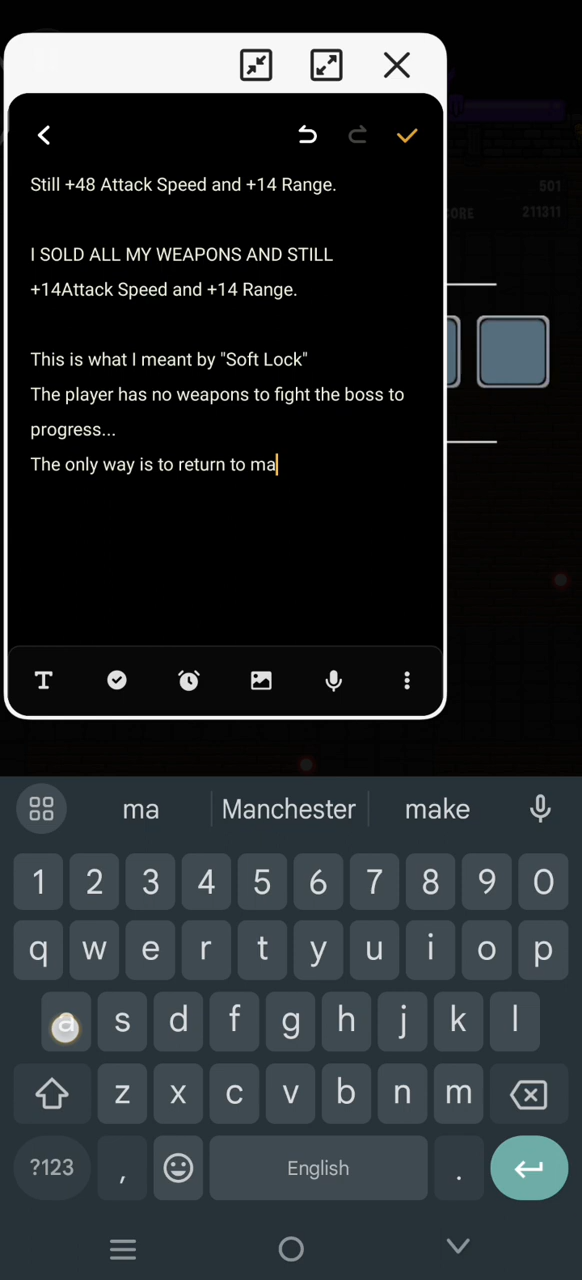 Still +48 Attack Speed and +14 Range.
501
ORE
211311
I SOLD ALL MY WEAPONS AND STILL
+14Attack Speed and +14 Range.
This is what I meant by "Soft Lock"
The player has no weapons to fight the boss to
progress...
The only way is to return to ma
T
ma Manchester make
1 2 3 4 5 6 7 8 9 0
q w e r t y u i o p
a s d f g h j k l
z x c v b n m
?123 , English .